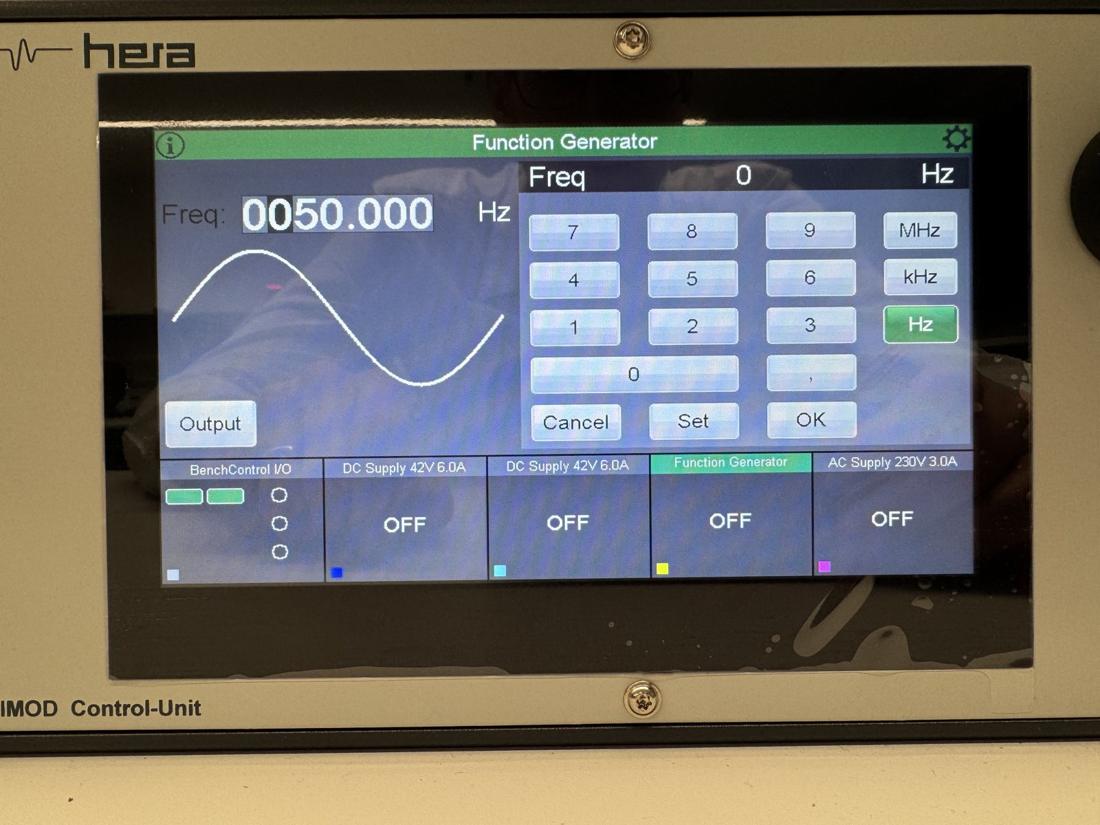 hera
Function Generator
Freq 0 Hz
Freq: 0050.000 Hz
7 8 9 MHz
4 5 6 kHz
1 2 3 Hz
0 ,
Output
Cancel Set OK
BenchControl I/O
DC Supply 42V 6.0A
OFF
DC Supply 42V 6.0A
OFF
Function Generator
OFF
AC Supply 230V 3.0A
OFF
IMOD Control-Unit